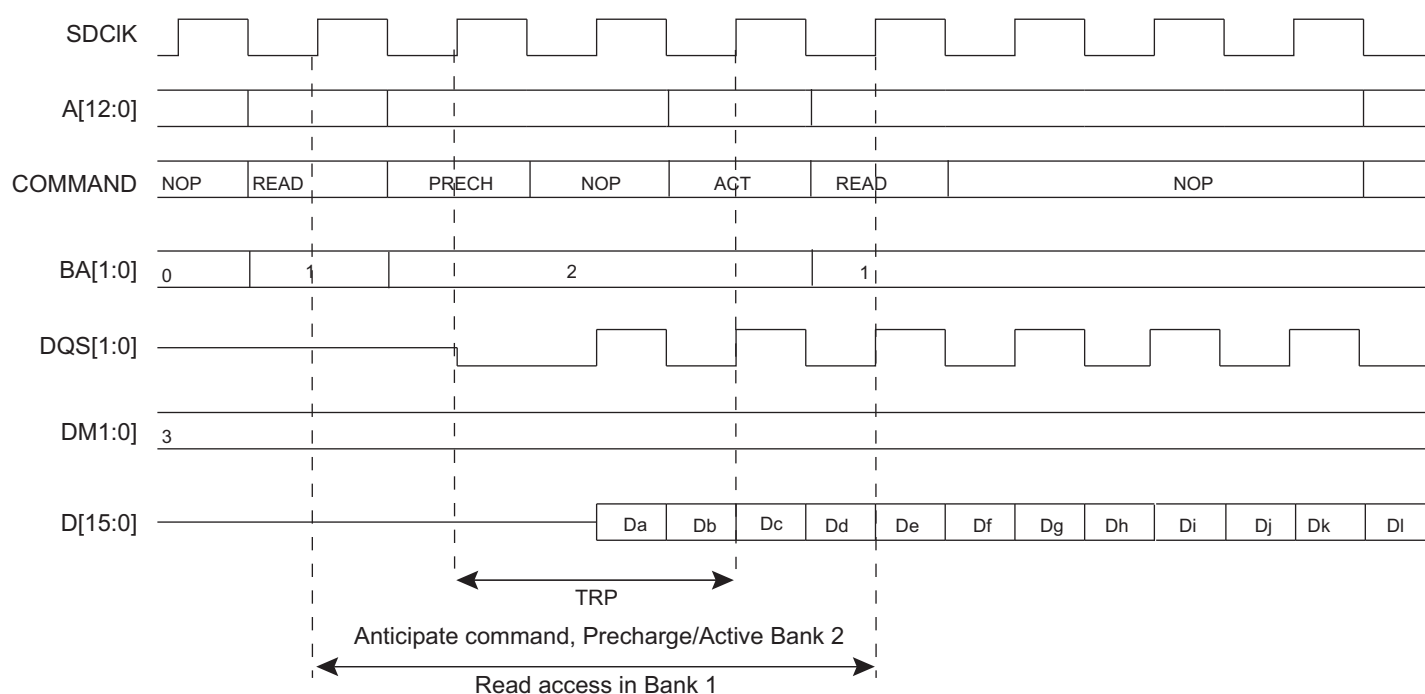 SDClK
A[12:0]
COMMAND NOP READ PRECH NOP ACT READ NOP
BA[1:0] 0 1 2 1
DQS[1:0]
DM1:0] 3
D[15:0] Da Db Dc Dd De Df Dg Dh Di Dj Dk Dl
TRP
Anticipate command, Precharge/Active Bank 2
Read access in Bank 1